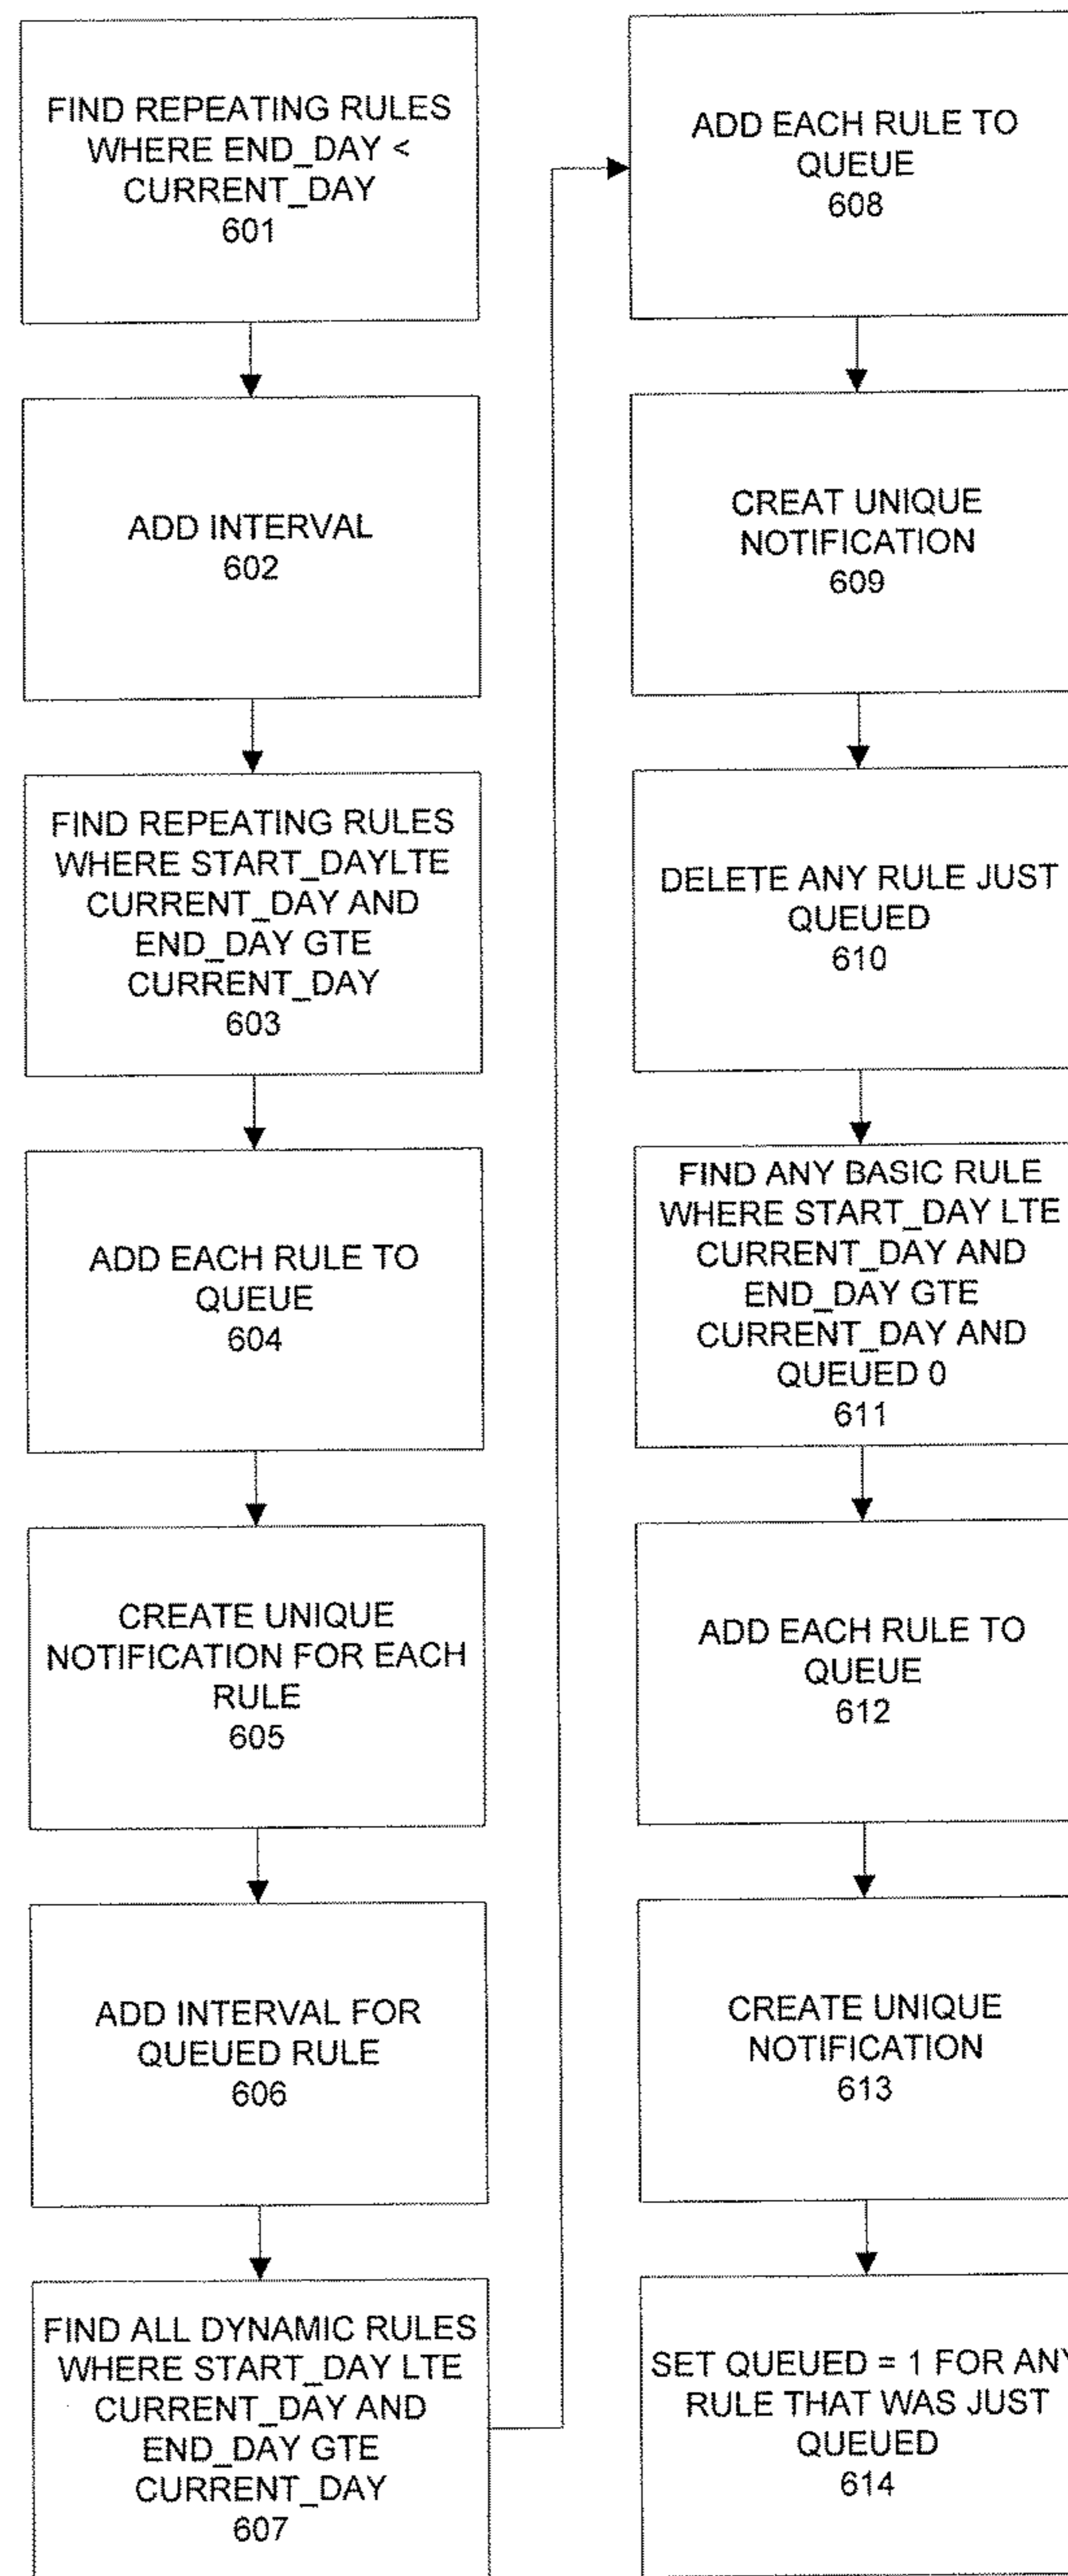 FIND REPEATING RULES
WHERE END_DAY <
CURRENT_DAY
601
ADD INTERVAL
602
FIND REPEATING RULES
WHERE START_DAYLTE
CURRENT_DAY AND
END_DAY GTE
CURRENT_DAY
603
ADD EACH RULE TO
QUEUE
604
CREATE UNIQUE
NOTIFICATION FOR EACH
RULE
605
ADD INTERVAL FOR
QUEUED RULE
606
FIND ALL DYNAMIC RULES
WHERE START_DAY LTE
CURRENT_DAY AND
END_DAY GTE
CURRENT_DAY
607
ADD EACH RULE TO
QUEUE
608
CREAT UNIQUE
NOTIFICATION
609
DELETE ANY RULE JUST
QUEUED
610
FIND ANY BASIC RULE
WHERE START_DAY LTE
CURRENT_DAY AND
END_DAY GTE
CURRENT_DAY AND
QUEUED 0
611
ADD EACH RULE TO
QUEUE
612
CREATE UNIQUE
NOTIFICATION
613
SET QUEUED = 1 FOR ANY
RULE THAT WAS JUST
QUEUED
614